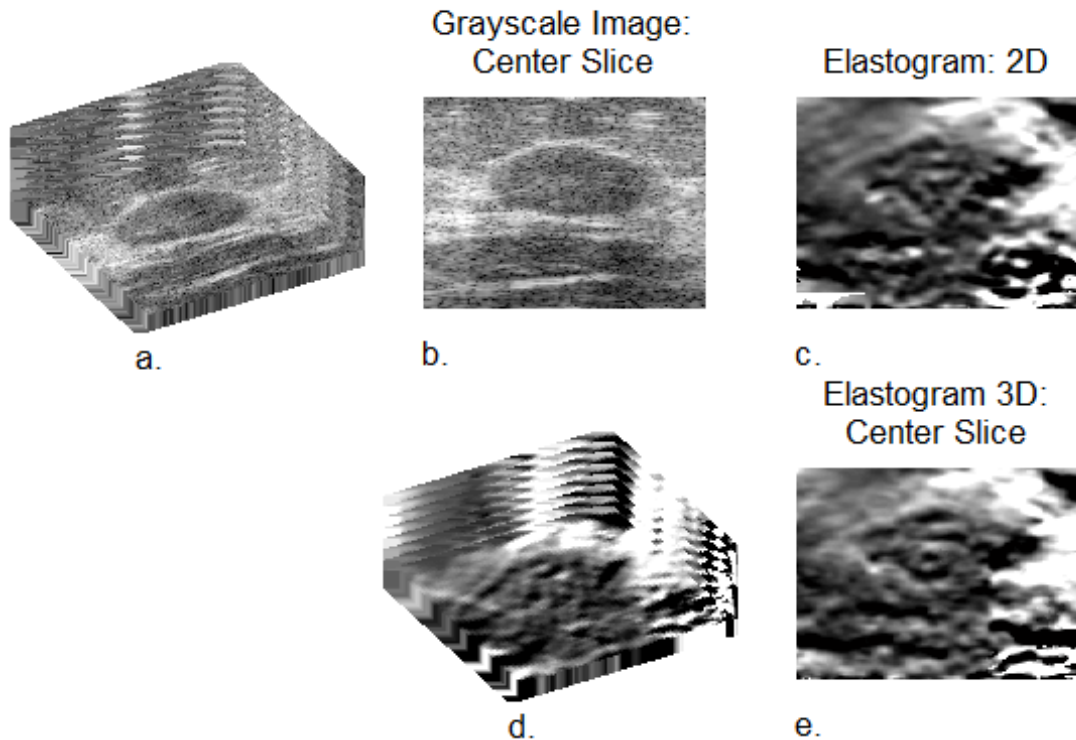 Grayscale Image:
Center Slice
Elastogram: 2D
a.
b.
c.
Elastogram 3D:
Center Slice
d.
e.